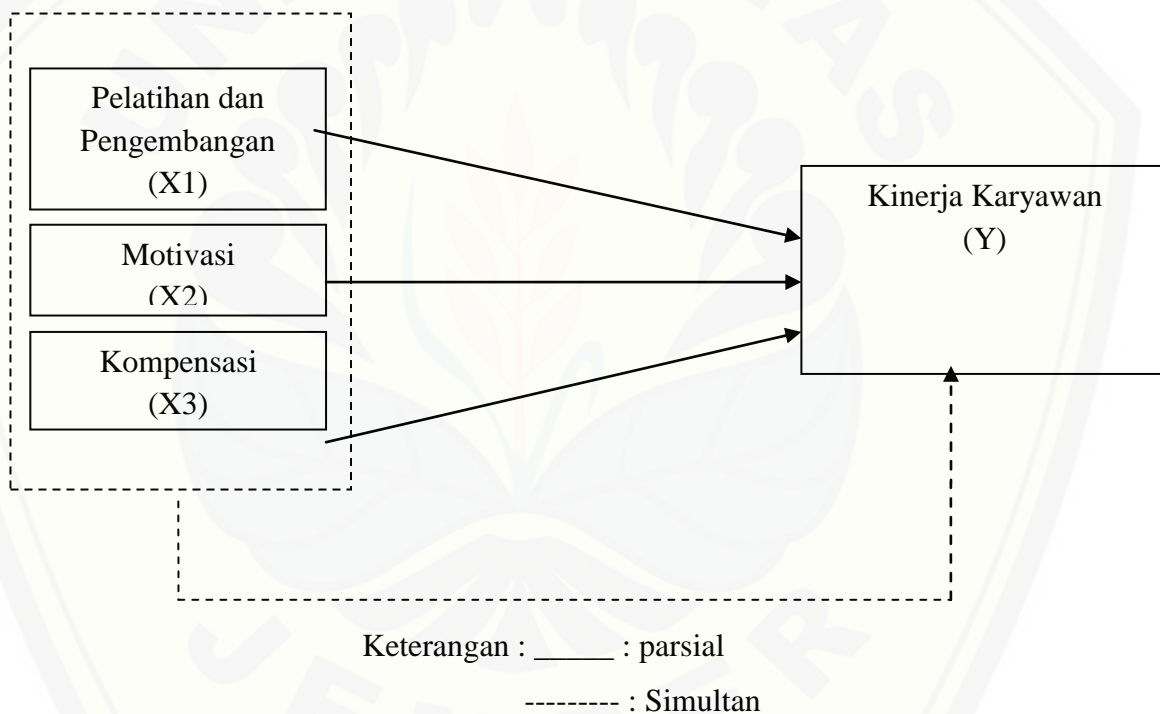 Pelatihan dan
Pengembangan
(X1)
Motivasi
(X2)
Kompensasi
(X3)
Kinerja Karyawan
(Y)
Keterangan : _____ : parsial
--------- : Simultan